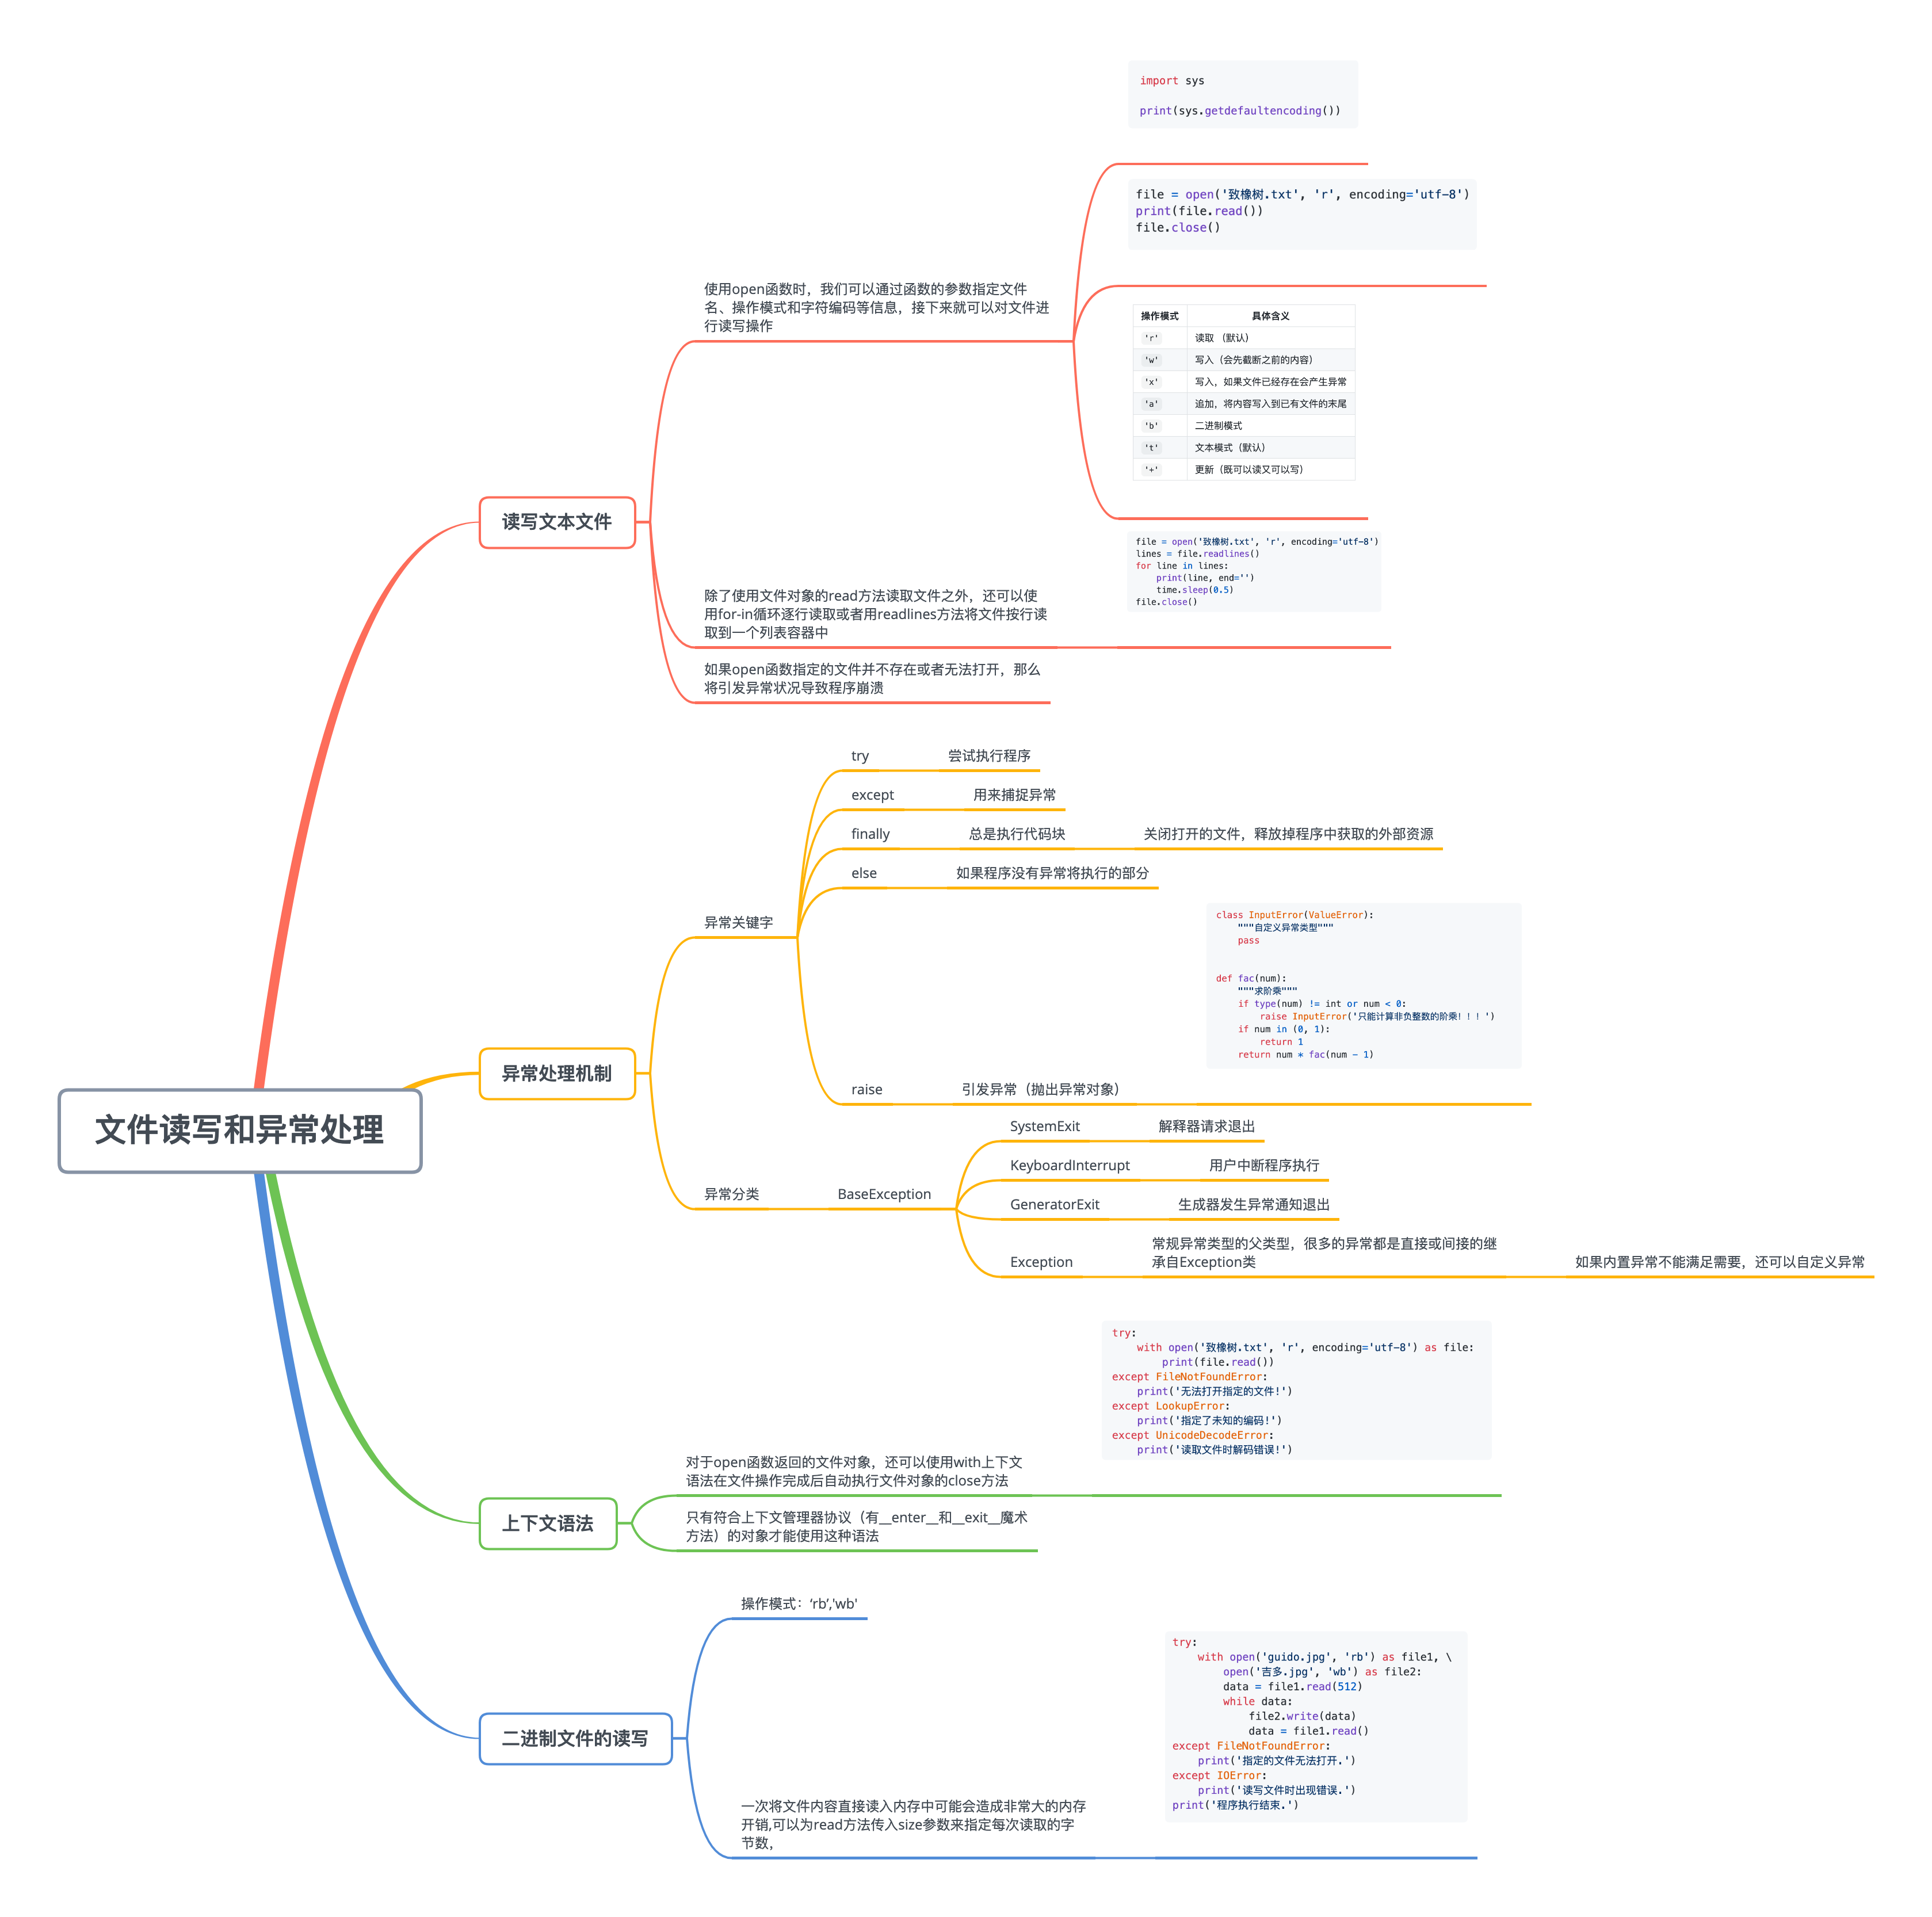 文件读写和异常处理
读写文本文件
使用open函数时，我们可以通过函数的参数指定文件
名、操作模式和字符编码等信息，接下来就可以对文件进
行读写操作
import sys
print(sys.getdefaultencoding())
file = open('致橡树.txt', 'r', encoding='utf-8')
print(file.read())
file.close()
操作模式 具体含义
'r' 读取 （默认）
'w' 写入（会先截断之前的内容）
'x' 写入，如果文件已经存在会产生异常
'a' 追加，将内容写入到已有文件的末尾
'b' 二进制模式
't' 文本模式（默认）
'+' 更新（既可以读又可以写）
除了使用文件对象的read方法读取文件之外，还可以使
用for-in循环逐行读取或者用readlines方法将文件按行读
取到一个列表容器中
file = open('致橡树.txt', 'r', encoding='utf-8')
lines = file.readlines()
for line in lines:
    print(line, end='')
    time.sleep(0.5)
file.close()
如果open函数指定的文件并不存在或者无法打开，那么
将引发异常状况导致程序崩溃
异常处理机制
异常关键字
try 尝试执行程序
except 用来捕捉异常
finally 总是执行代码块 关闭打开的文件，释放掉程序中获取的外部资源
else 如果程序没有异常将执行的部分
raise 引发异常（抛出异常对象）
class InputError(ValueError):
    """自定义异常类型"""
    pass
def fac(num):
    """求阶乘"""
    if type(num) != int or num < 0:
        raise InputError('只能计算非负整数的阶乘！！！')
    if num in (0, 1):
        return 1
    return num * fac(num - 1)
异常分类
BaseException
SystemExit 解释器请求退出
KeyboardInterrupt 用户中断程序执行
GeneratorExit 生成器发生异常通知退出
Exception
常规异常类型的父类型，很多的异常都是直接或间接的继
承自Exception类
如果内置异常不能满足需要，还可以自定义异常
上下文语法
对于open函数返回的文件对象，还可以使用with上下文
语法在文件操作完成后自动执行文件对象的close方法
try:
    with open('致橡树.txt', 'r', encoding='utf-8') as file:
        print(file.read())
except FileNotFoundError:
    print('无法打开指定的文件!')
except LookupError:
    print('指定了未知的编码!')
except UnicodeDecodeError:
    print('读取文件时解码错误!')
只有符合上下文管理器协议（有__enter__和__exit__魔术
方法）的对象才能使用这种语法
二进制文件的读写
操作模式：‘rb’,'wb'
一次将文件内容直接读入内存中可能会造成非常大的内存
开销,可以为read方法传入size参数来指定每次读取的字
节数，
try:
    with open('guido.jpg', 'rb') as file1, \
        open('吉多.jpg', 'wb') as file2:
        data = file1.read(512)
        while data:
            file2.write(data)
            data = file1.read()
except FileNotFoundError:
    print('指定的文件无法打开.')
except IOError:
    print('读写文件时出现错误.')
print('程序执行结束.')